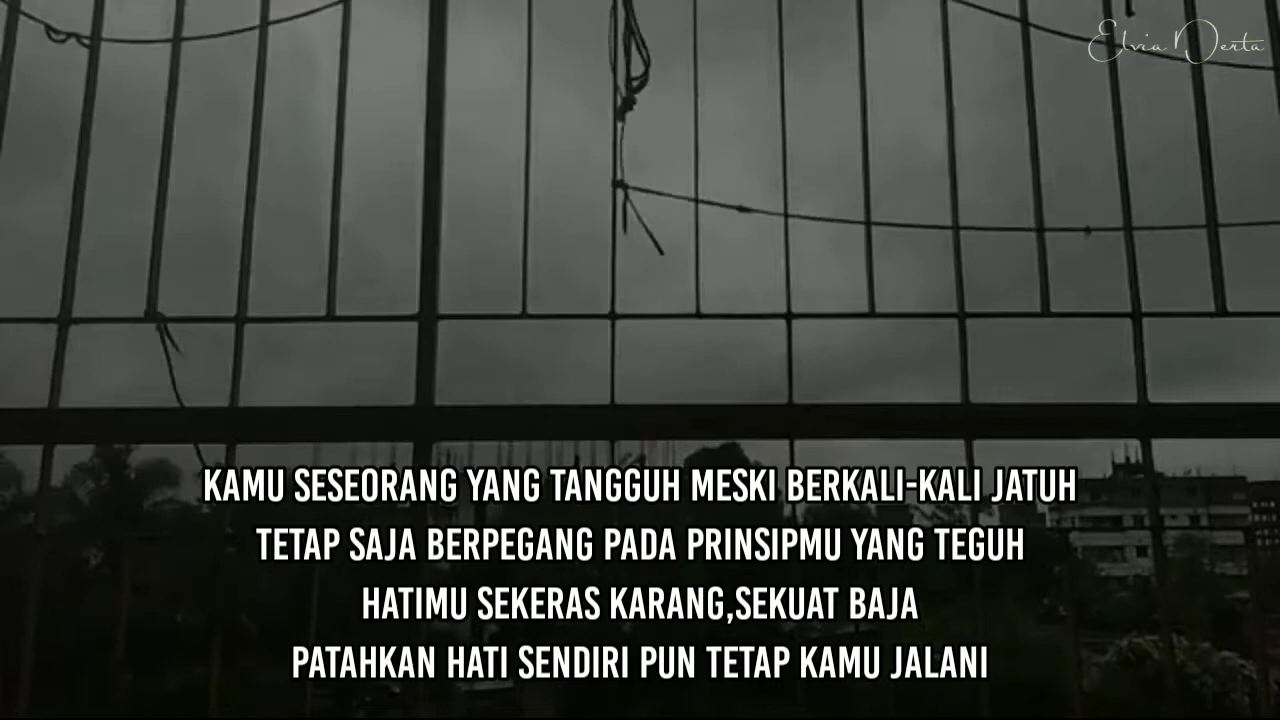 Elvia Derta
KAMU SESEORANG YANG TANGGUH MESKI BERKALI-KALI JATUH
TETAP SAJA BERPEGANG PADA PRINSIPMU YANG TEGUH
HATIMU SEKERAS KARANG,SEKUAT BAJA
PATAHKAN HATI SENDIRI PUN TETAP KAMU JALANI